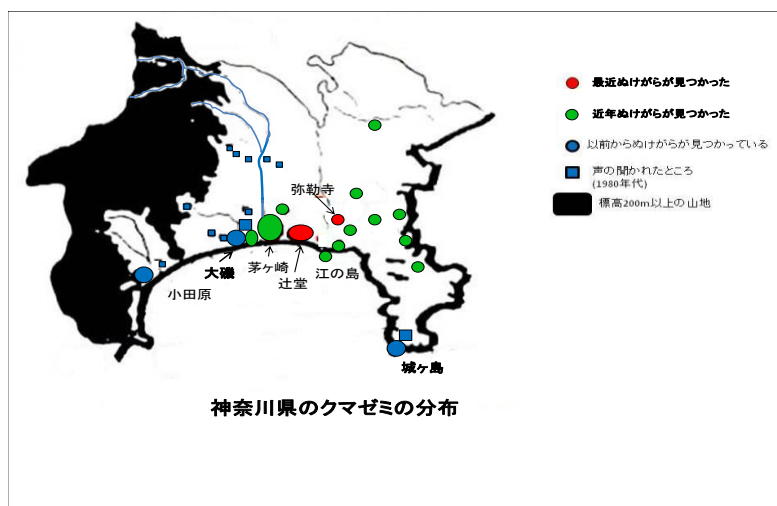 最近ぬけがらが見つかった
近年ぬけがらが見つかった
以前からぬけがらが見つかっている
声の聞かれたところ
(1980年代)
標高200m以上の山地
弥勒寺
大磯
茅ヶ崎
辻堂
江の島
小田原
城ヶ島
神奈川県のクマゼミの分布